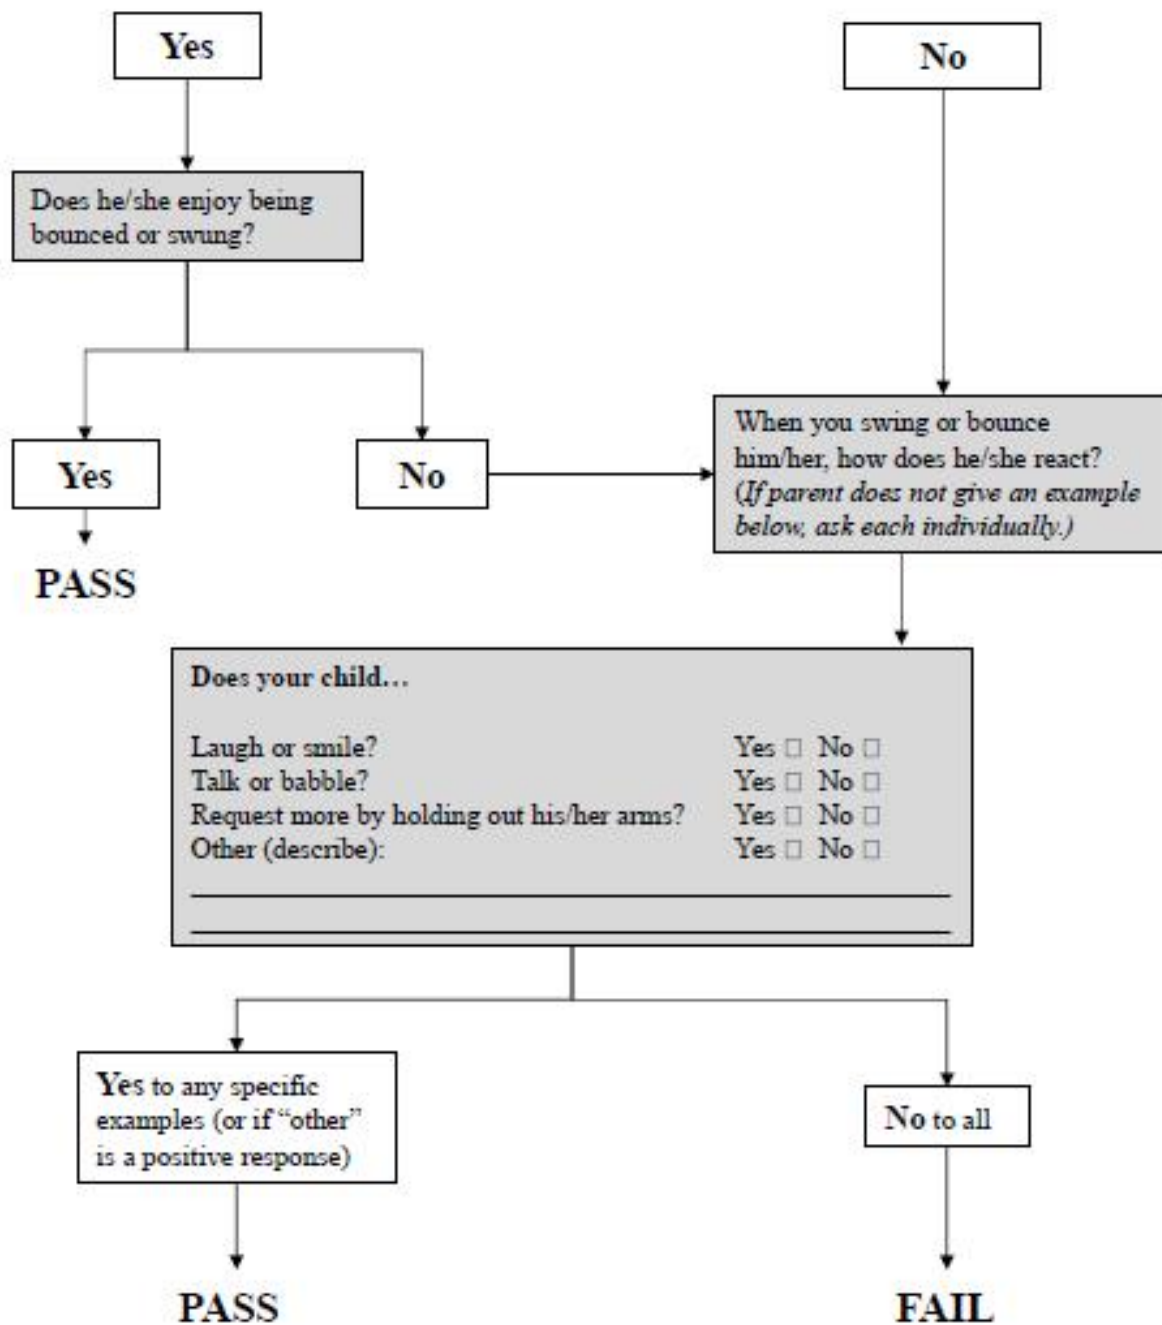 Yes
No
Does he/she enjoy being
bounced or swung?
Yes
No
When you swing or bounce
him/her, how does he/she react?
(If parent does not give an example
below, ask each individually.)
PASS
Does your child…
Laugh or smile? Yes □ No □
Talk or babble? Yes □ No □
Request more by holding out his/her arms? Yes □ No □
Other (describe): Yes □ No □
Yes to any specific
examples (or if “other”
is a positive response)
No to all
PASS
FAIL